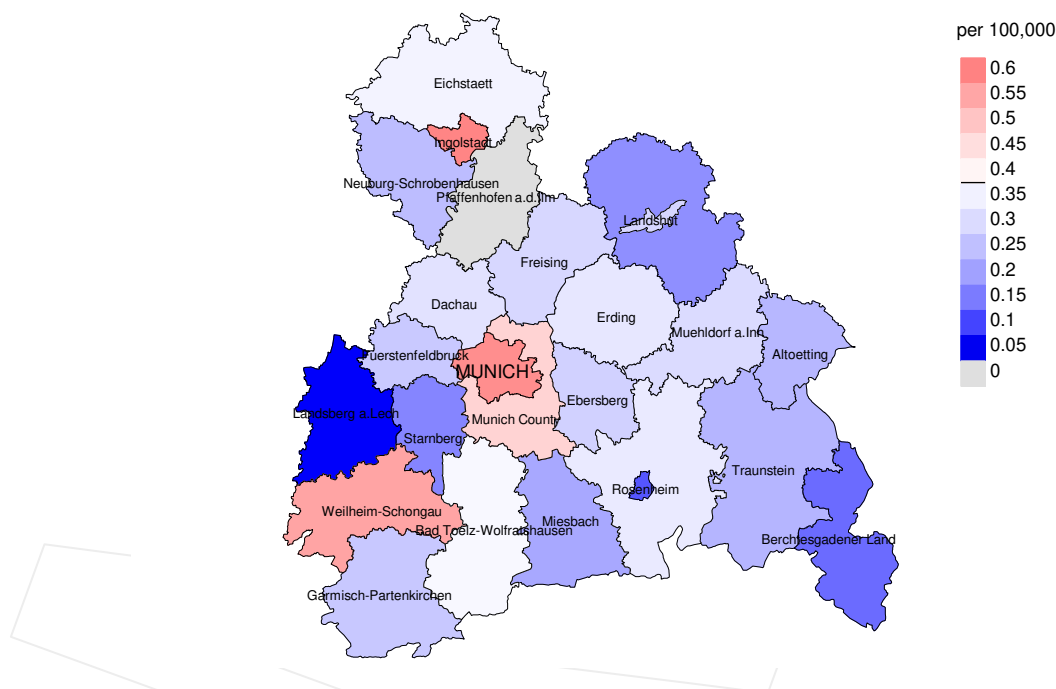 per 100,000
0.6
0.55
0.5
0.45
0.4
0.35
0.3
0.25
0.2
0.15
0.1
0.05
0
Eichstaett
Ingolstadt
Neuburg-Schrobenhausen
Pfaffenhofen a.d.Ilm
Landshut
Freising
Dachau
Erding
Muehldorf a.Inn
Altoetting
Fuerstenfeldbruck
MUNICH
Ebersberg
Landsberg a.Lech
Munich County
Starnberg
Traunstein
Rosenheim
Weilheim-Schongau
Miesbach
Bad Toelz-Wolfratshausen
Berchtesgadener Land
Garmisch-Partenkirchen